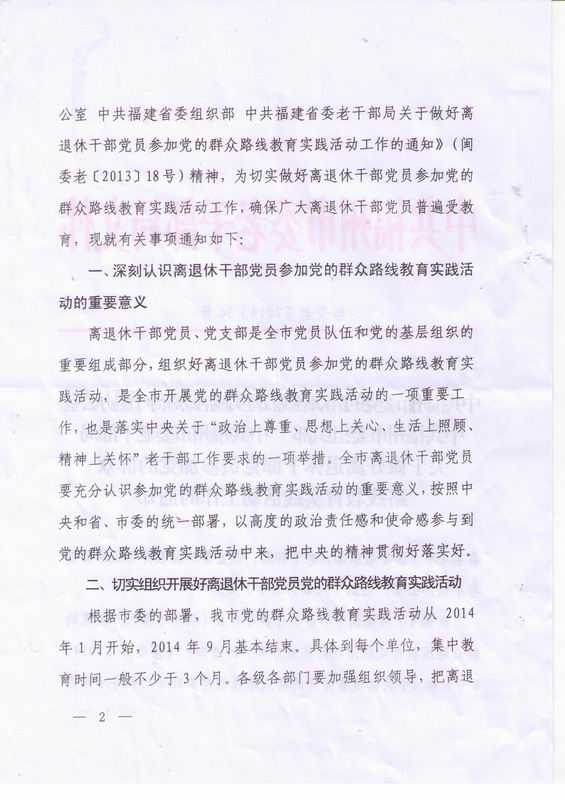 公室 中共福建省委组织部 中共福建省委老干部局关于做好离
退休干部党员参加党的群众路线教育实践活动工作的通知》(闽
委老〔2013〕18号)精神,为切实做好离退休干部党员参加党的
群众路线教育实践活动工作,确保广大离退休干部党员普遍受教
育,现就有关事项通知如下:
一、深刻认识离退休干部党员参加党的群众路线教育实践活
动的重要意义
离退休干部党员、党支部是全市党员队伍和党的基层组织的
重要组成部分,组织好离退休干部党员参加党的群众路线教育实
践活动,是全市开展党的群众路线教育实践活动的一项重要工
作,也是落实中央关于“政治上尊重、思想上关心、生活上照顾、
精神上关怀”老干部工作要求的一项举措。全市离退休干部党员
要充分认识参加党的群众路线教育实践活动的重要意义,按照中
央和省、市委的统一部署,以高度的政治责任感和使命感参与到
党的群众路线教育实践活动中来,把中央的精神贯彻好落实好。
二、切实组织开展好离退休干部党员党的群众路线教育实践活动
根据市委的部署,我市党的群众路线教育实践活动从 2014
年1月开始,2014 年 9 月基本结束。具体到每个单位,集中教
育时间一般不少于 3 个月。各级各部门要加强组织领导,把离退
— 2 —